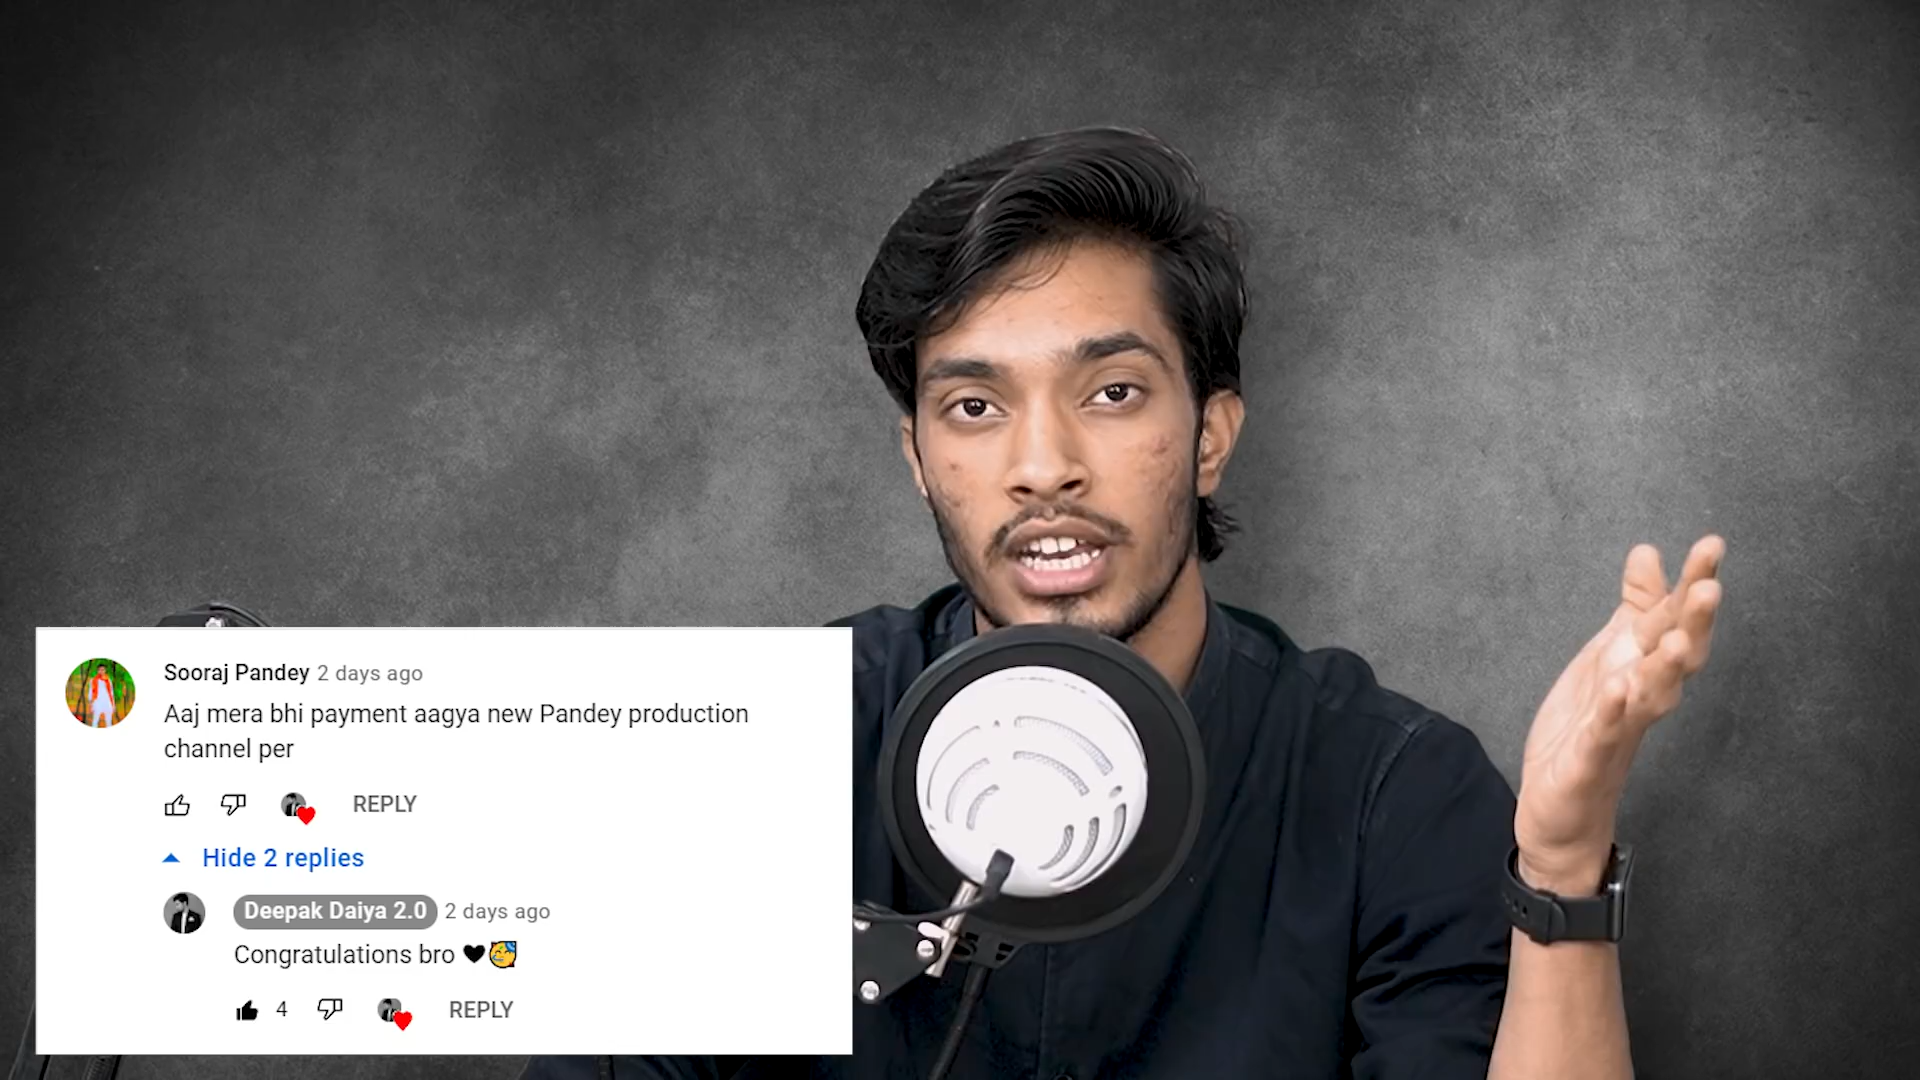 Sooraj Pandey 2 days ago
Aaj mera bhi payment aagya new Pandey production
channel per
REPLY
Hide 2 replies
Deepak Daiya 2.0 2 days ago
Congratulations bro 🖤🥳
4 REPLY